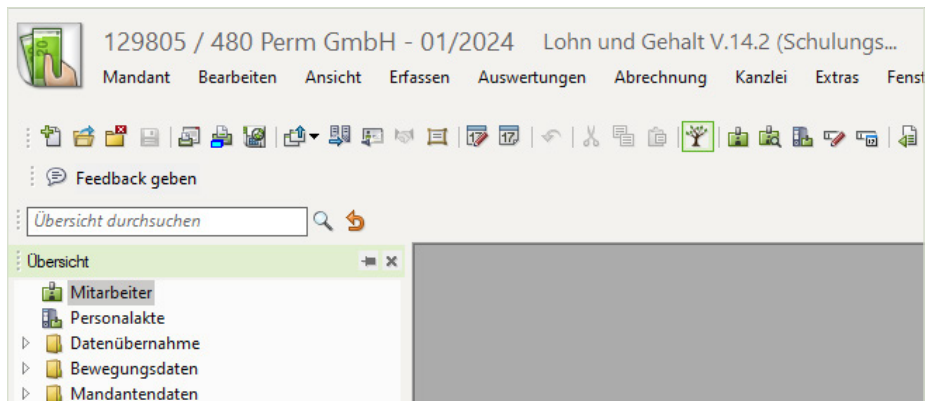 129805 / 480 Perm GmbH - 01/2024 Lohn und Gehalt V.14.2 (Schulungs...
Mandant Bearbeiten Ansicht Erfassen Auswertungen Abrechnung Kanzlei Extras Fenst
Feedback geben
Übersicht durchsuchen
Übersicht
Mitarbeiter
Personalakte
Datenübernahme
Bewegungsdaten
Mandantendaten